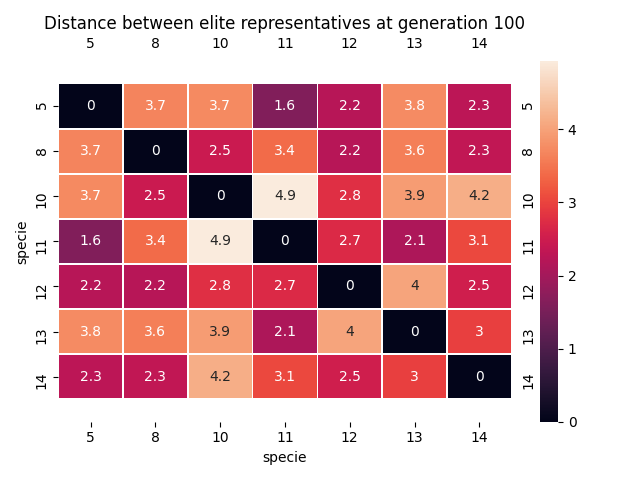 Distance between elite representatives at generation 100
5 8 10 11 12 13 14
5 0 3.7 3.7 1.6 2.2 3.8 2.3 5
8 3.7 0 2.5 3.4 2.2 3.6 2.3 8
10 3.7 2.5 0 4.9 2.8 3.9 4.2 10
11 1.6 3.4 4.9 0 2.7 2.1 3.1 11
12 2.2 2.2 2.8 2.7 0 4 2.5 12
13 3.8 3.6 3.9 2.1 4 0 3 13
14 2.3 2.3 4.2 3.1 2.5 3 0 14
specie
5 8 10 11 12 13 14
specie
4
3
2
1
0